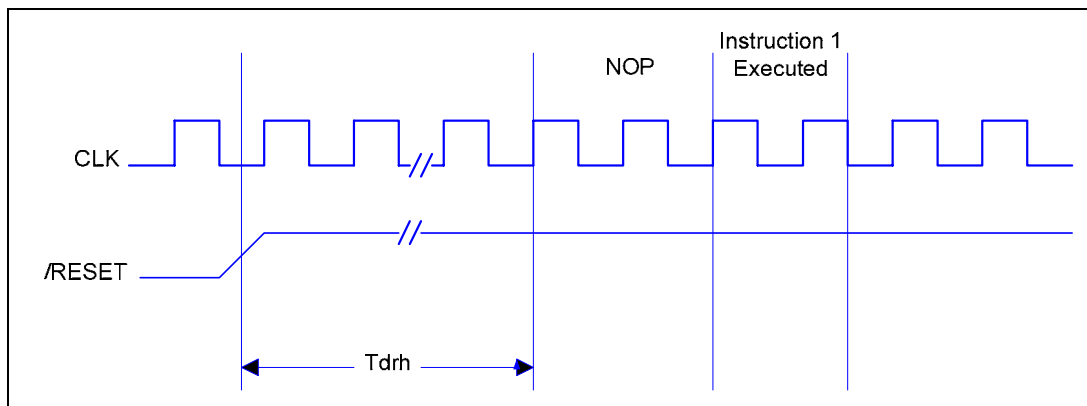 Instruction 1
Executed
NOP
CLK
/RESET
Tdrh